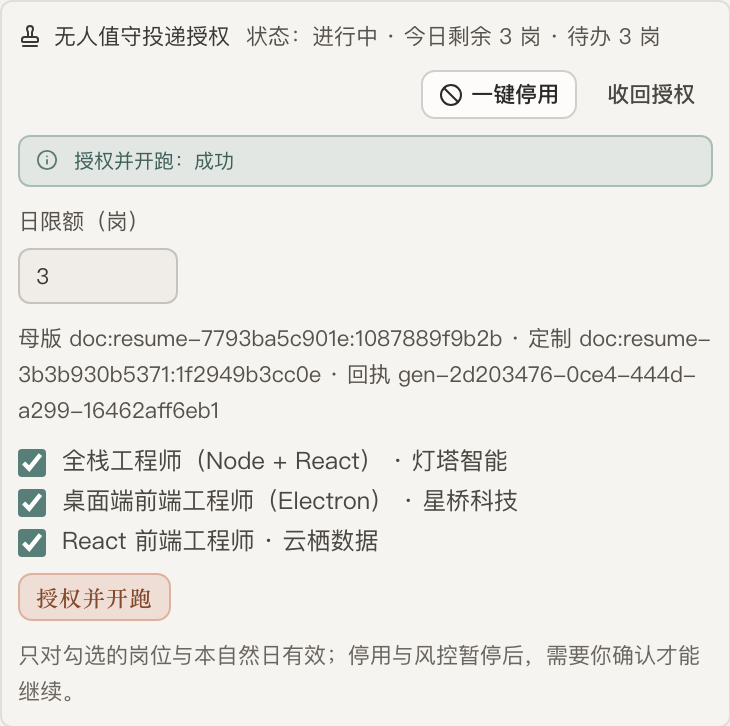 无人值守投递授权 状态：进行中 · 今日剩余 3 岗 · 待办 3 岗
一键停用 收回授权
授权并开跑：成功
日限额（岗）
3
母版 doc:resume-7793ba5c901e:1087889f9b2b · 定制 doc:resume-
3b3b930b5371:1f2949b3cc0e · 回执 gen-2d203476-0ce4-444d-
a299-16462aff6eb1
全栈工程师（Node + React） · 灯塔智能
桌面端前端工程师（Electron） · 星桥科技
React 前端工程师 · 云栖数据
授权并开跑
只对勾选的岗位与本自然日有效；停用与风控暂停后，需要你确认才能
继续。